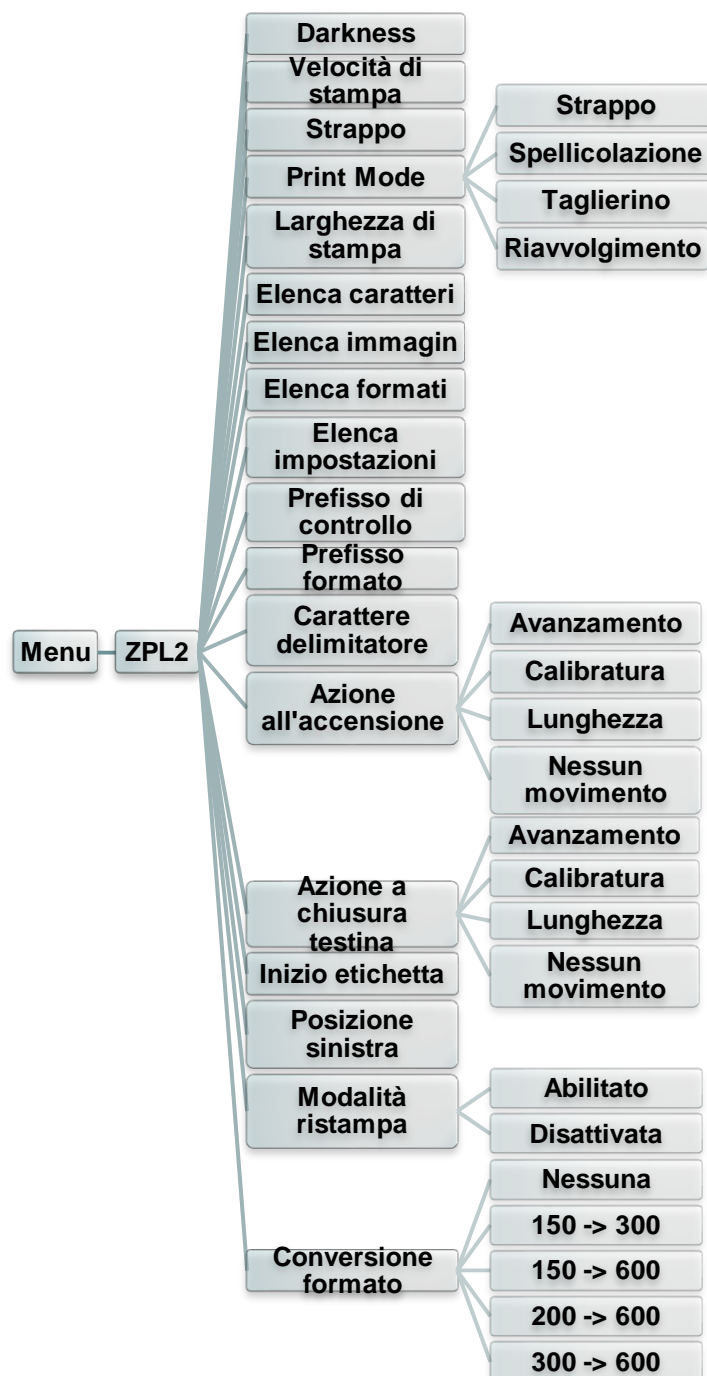 Menu
ZPL2
Darkness
Velocità di
stampa
Strappo
Print Mode
Strappo
Spellicolazione
Taglierino
Riavvolgimento
Larghezza di
stampa
Elenca caratteri
Elenca immagin
Elenca formati
Elenca
impostazioni
Prefisso di
controllo
Prefisso
formato
Carattere
delimitatore
Azione
all'accensione
Avanzamento
Calibratura
Lunghezza
Nessun
movimento
Azione a
chiusura
testina
Avanzamento
Calibratura
Lunghezza
Nessun
movimento
Inizio etichetta
Posizione
sinistra
Modalità
ristampa
Abilitato
Disattivata
Conversione
formato
Nessuna
150 -> 300
150 -> 600
200 -> 600
300 -> 600